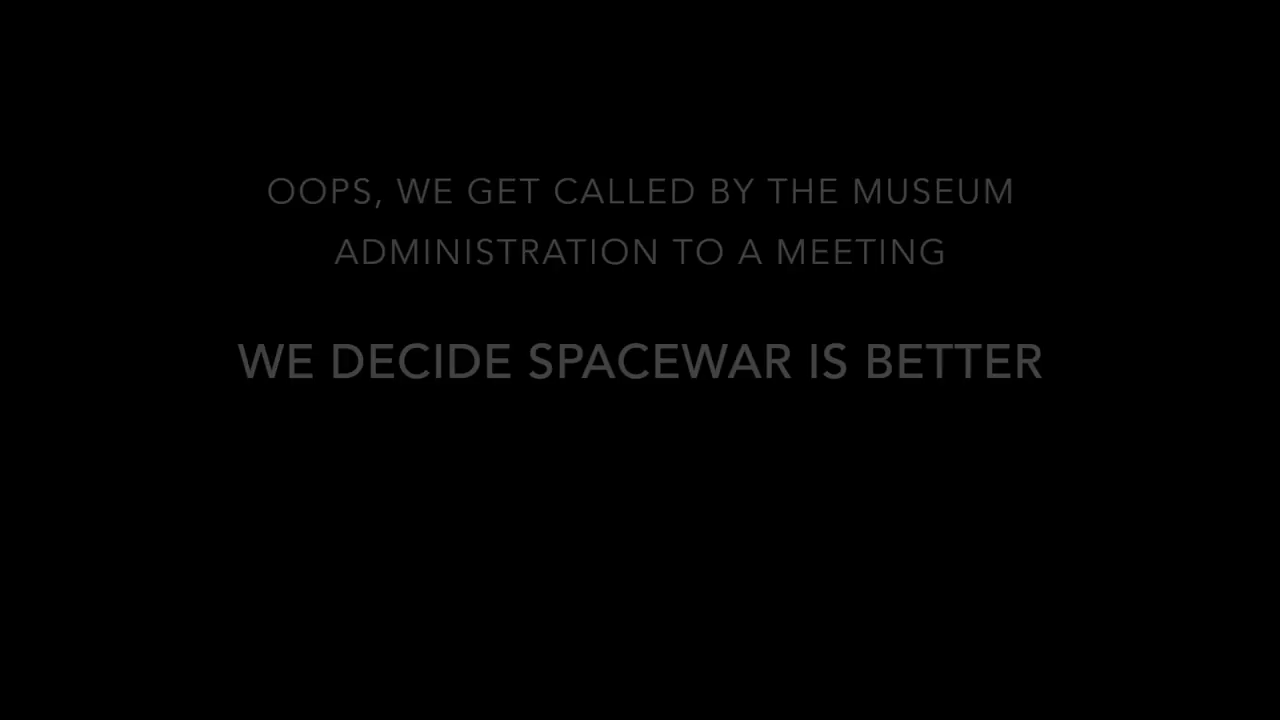 OOPS, WE GET CALLED BY THE MUSEUM
ADMINISTRATION TO A MEETING
WE DECIDE SPACEWAR IS BETTER